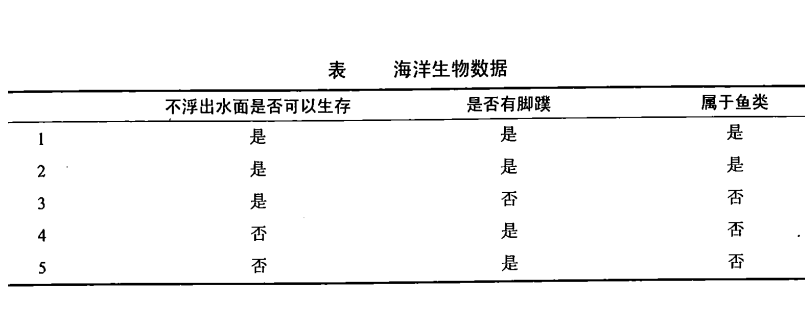 表 海洋生物数据
不浮出水面是否可以生存 是否有脚蹼 属于鱼类
1 是 是 是
2 是 是 是
3 是 否 否
4 否 是 否
5 否 是 否